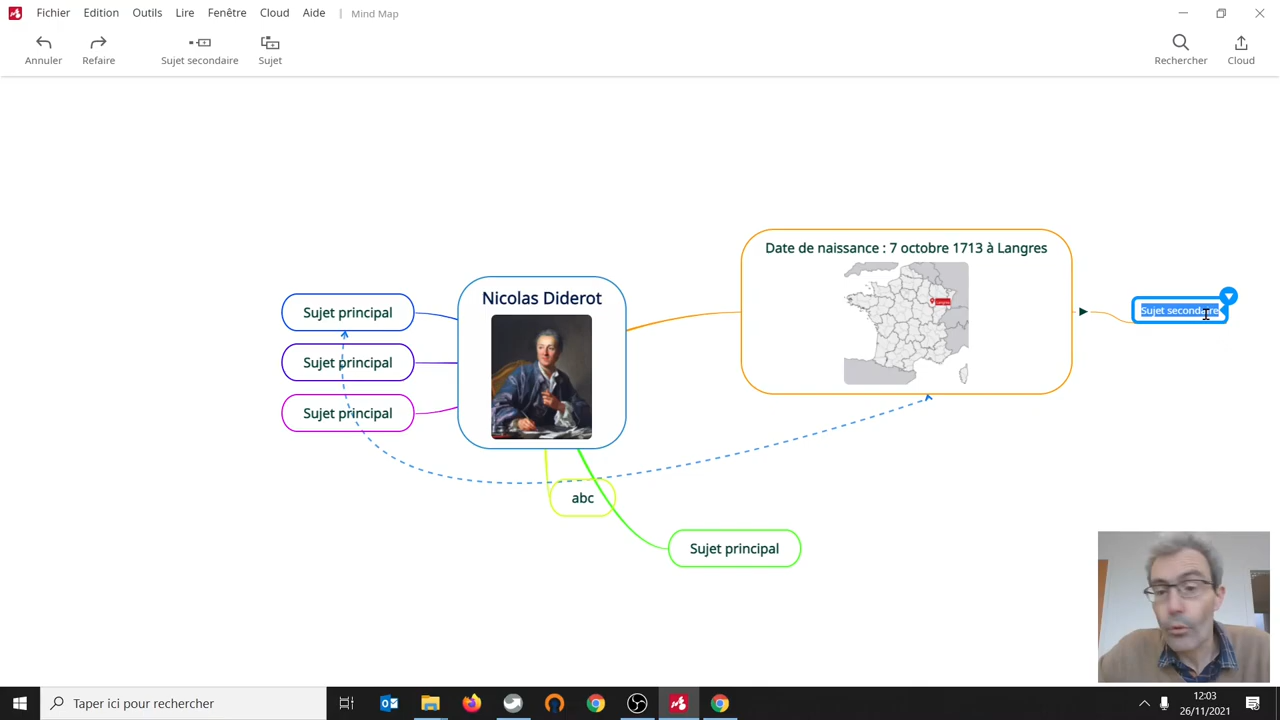 Fichier Edition Outils Lire Fenêtre Cloud Aide | Mind Map
Annuler Refaire Sujet secondaire Sujet Rechercher Cloud
Date de naissance : 7 octobre 1713 à Langres
Langres
Nicolas Diderot
Sujet principal
Sujet secondaire
Sujet principal
Sujet principal
abc
Sujet principal
Taper ici pour rechercher
12:03
26/11/2021